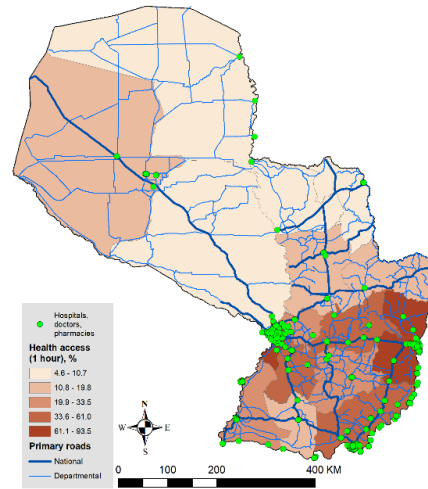 Hospitals,
doctors,
pharmacies
Health access
(1 hour), %
4.6 - 10.7
10.8 - 19.8
19.9 - 33.5
33.6 - 61.0
61.1 - 93.5
Primary roads
National
Departmental
N
W E
S
0 100 200 400 KM